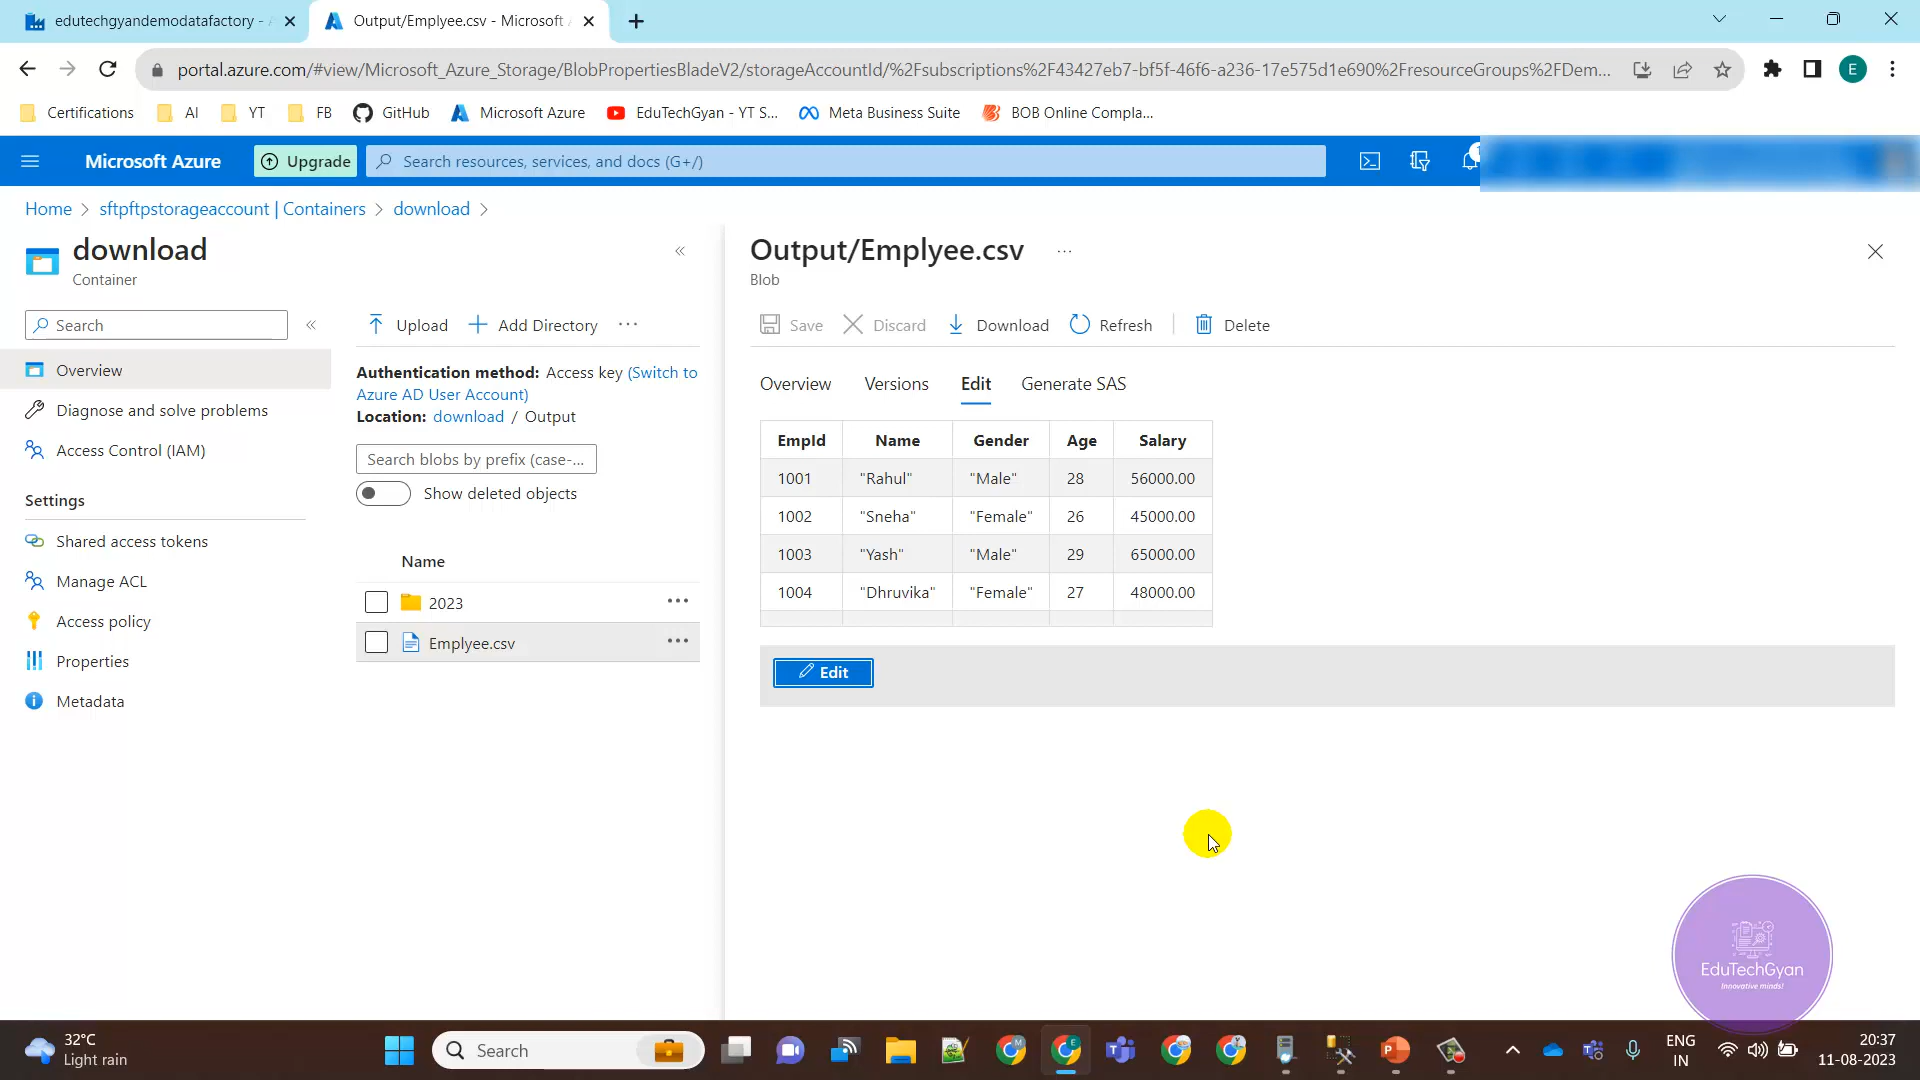 edutechgyandemodatafactory -
Output/Emplyee.csv - Microsoft
portal.azure.com/#view/Microsoft_Azure_Storage/BlobPropertiesBladeV2/storageAccountId/%2Fsubscriptions%2F43427eb7-bf5f-46f6-a236-17e575d1e690%2FresourceGroups%2FDem...
E
Certifications
AI
YT
FB
GitHub
Microsoft Azure
EduTechGyan - YT S...
Meta Business Suite
BOB Online Compla...
Microsoft Azure
Upgrade
Search resources, services, and docs (G+/)
Home > sftpftpstorageaccount | Containers > download >
download
Container
Search
Overview
Diagnose and solve problems
Access Control (IAM)
Settings
Shared access tokens
Manage ACL
Access policy
Properties
Metadata
Upload
Add Directory
Authentication method: Access key (Switch to
Azure AD User Account)
Location: download / Output
Search blobs by prefix (case-...
Show deleted objects
Name
2023
Emplyee.csv
Output/Emplyee.csv
Blob
Save
Discard
Download
Refresh
Delete
Overview
Versions
Edit
Generate SAS
EmpId Name Gender Age Salary
1001 "Rahul" "Male" 28 56000.00
1002 "Sneha" "Female" 26 45000.00
1003 "Yash" "Male" 29 65000.00
1004 "Dhruvika" "Female" 27 48000.00
Edit
EduTechGyan
Innovative minds!
32°C
Light rain
Search
ENG
IN
20:37
11-08-2023